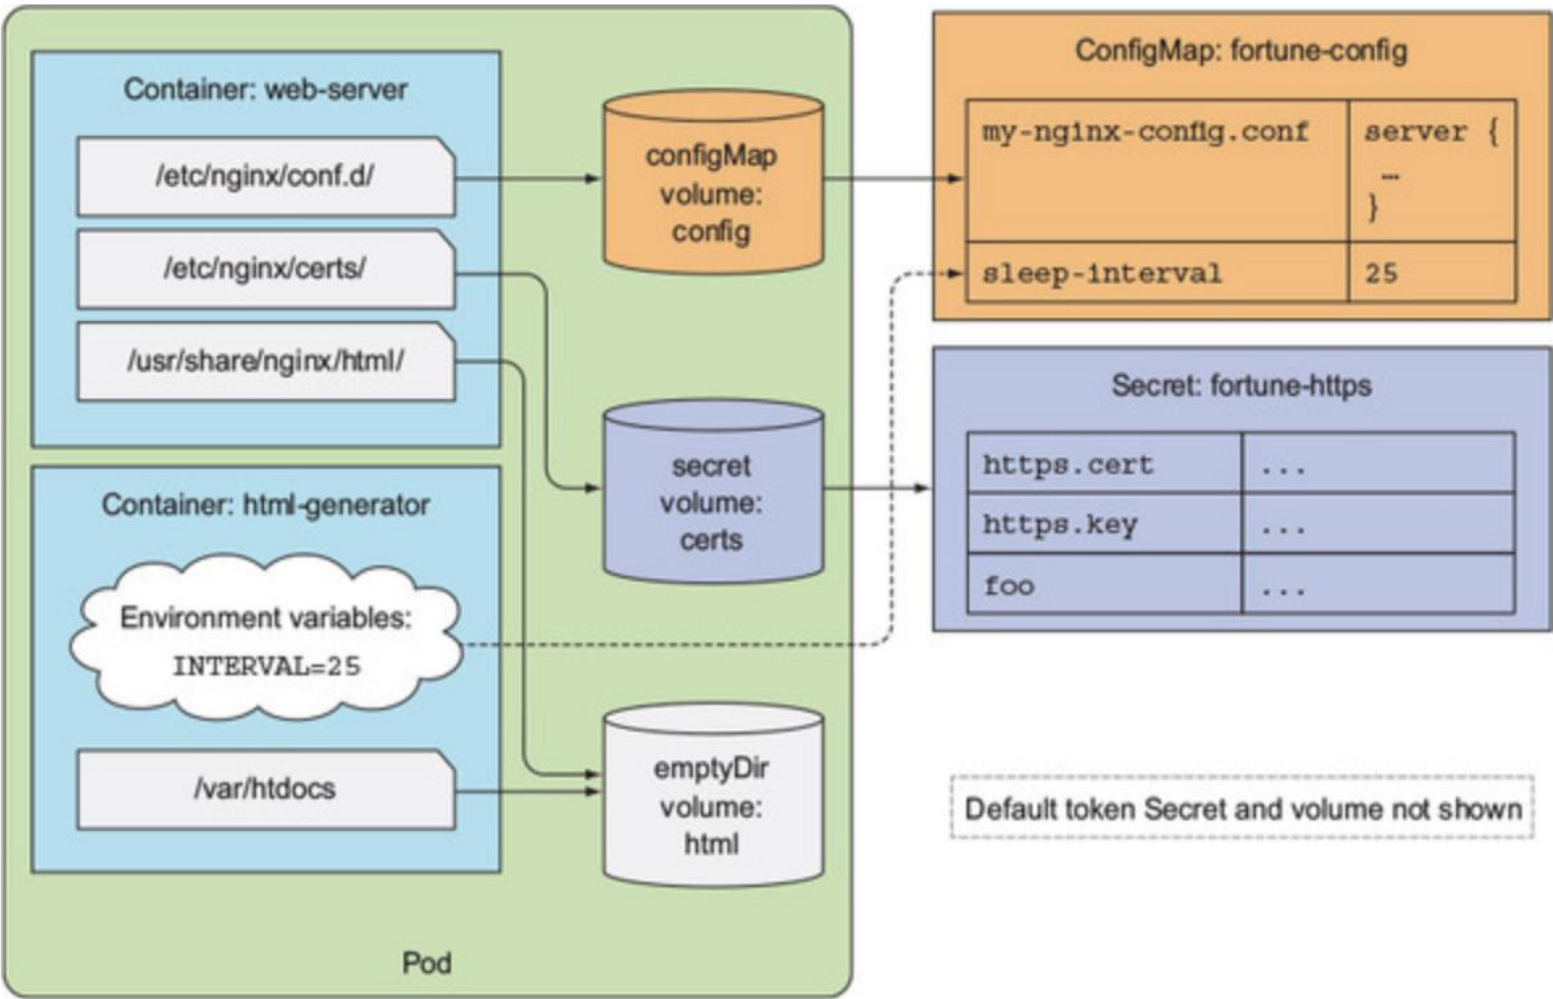 Container: web-server
/etc/nginx/conf.d/
/etc/nginx/certs/
/usr/share/nginx/html/
Container: html-generator
Environment variables:
INTERVAL=25
/var/htdocs
Pod
configMap
volume:
config
secret
volume:
certs
emptyDir
volume:
html
ConfigMap: fortune-config
my-nginx-config.conf
server {
…
}
sleep-interval
25
Secret: fortune-https
https.cert
...
https.key
...
foo
...
Default token Secret and volume not shown